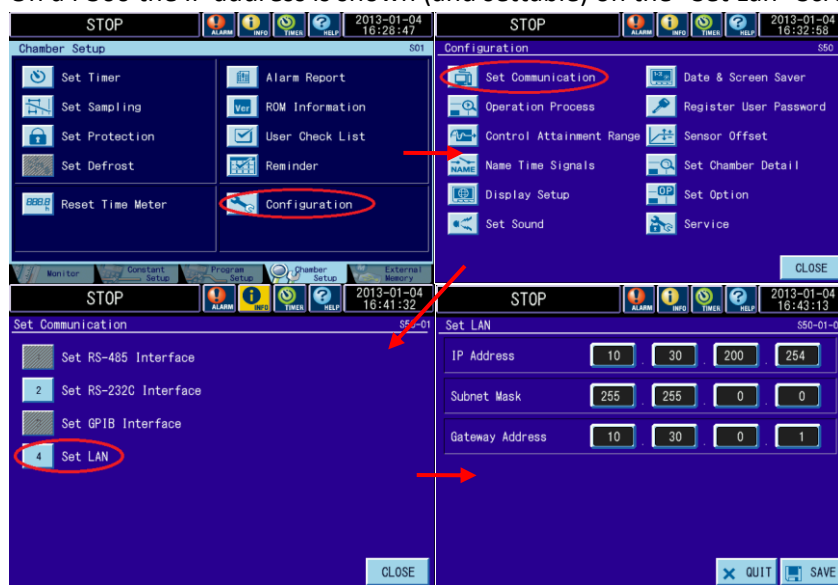 the IP address is shown (and settable) on the
STOP ALARM INFO TIMER HELP 2013-01-04 16:28:47
Chamber Setup S01
Set Timer Alarm Report
Set Sampling Ver ROM Information
Set Protection User Check List
Set Defrost Reminder
Reset Time Meter Configuration
Monitor Constant Setup Program Setup Chamber Setup External Memory
STOP ALARM INFO TIMER HELP 2013-01-04 16:32:58
Configuration S50
Set Communication Date & Screen Saver
Operation Process Register User Password
Control Attainment Range Sensor Offset
NAME Name Time Signals Set Chamber Detail
Display Setup OP Set Option
Set Sound Service
CLOSE
STOP ALARM INFO TIMER HELP 2013-01-04 16:41:32
Set Communication S50-01
Set RS-485 Interface
2 Set RS-232C Interface
Set GPIB Interface
4 Set LAN
CLOSE
STOP ALARM INFO TIMER HELP 2013-01-04 16:43:13
Set LAN S50-01-0
IP Address 10 . 30 . 200 . 254
Subnet Mask 255 . 255 . 0 . 0
Gateway Address 10 . 30 . 0 . 1
QUIT SAVE